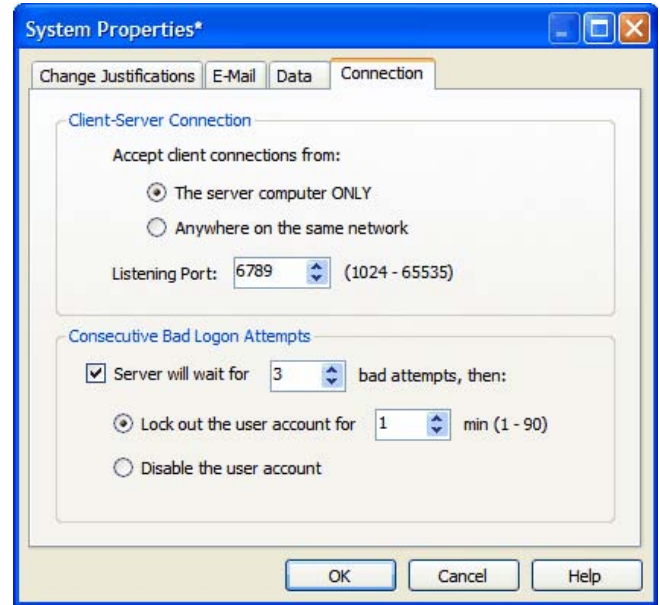 System Properties*
Change Justifications E-Mail Data Connection
Client-Server Connection
Accept client connections from:
The server computer ONLY
Anywhere on the same network
Listening Port: 6789 (1024 - 65535)
Consecutive Bad Logon Attempts
Server will wait for 3 bad attempts, then:
Lock out the user account for 1 min (1 - 90)
Disable the user account
OK Cancel Help